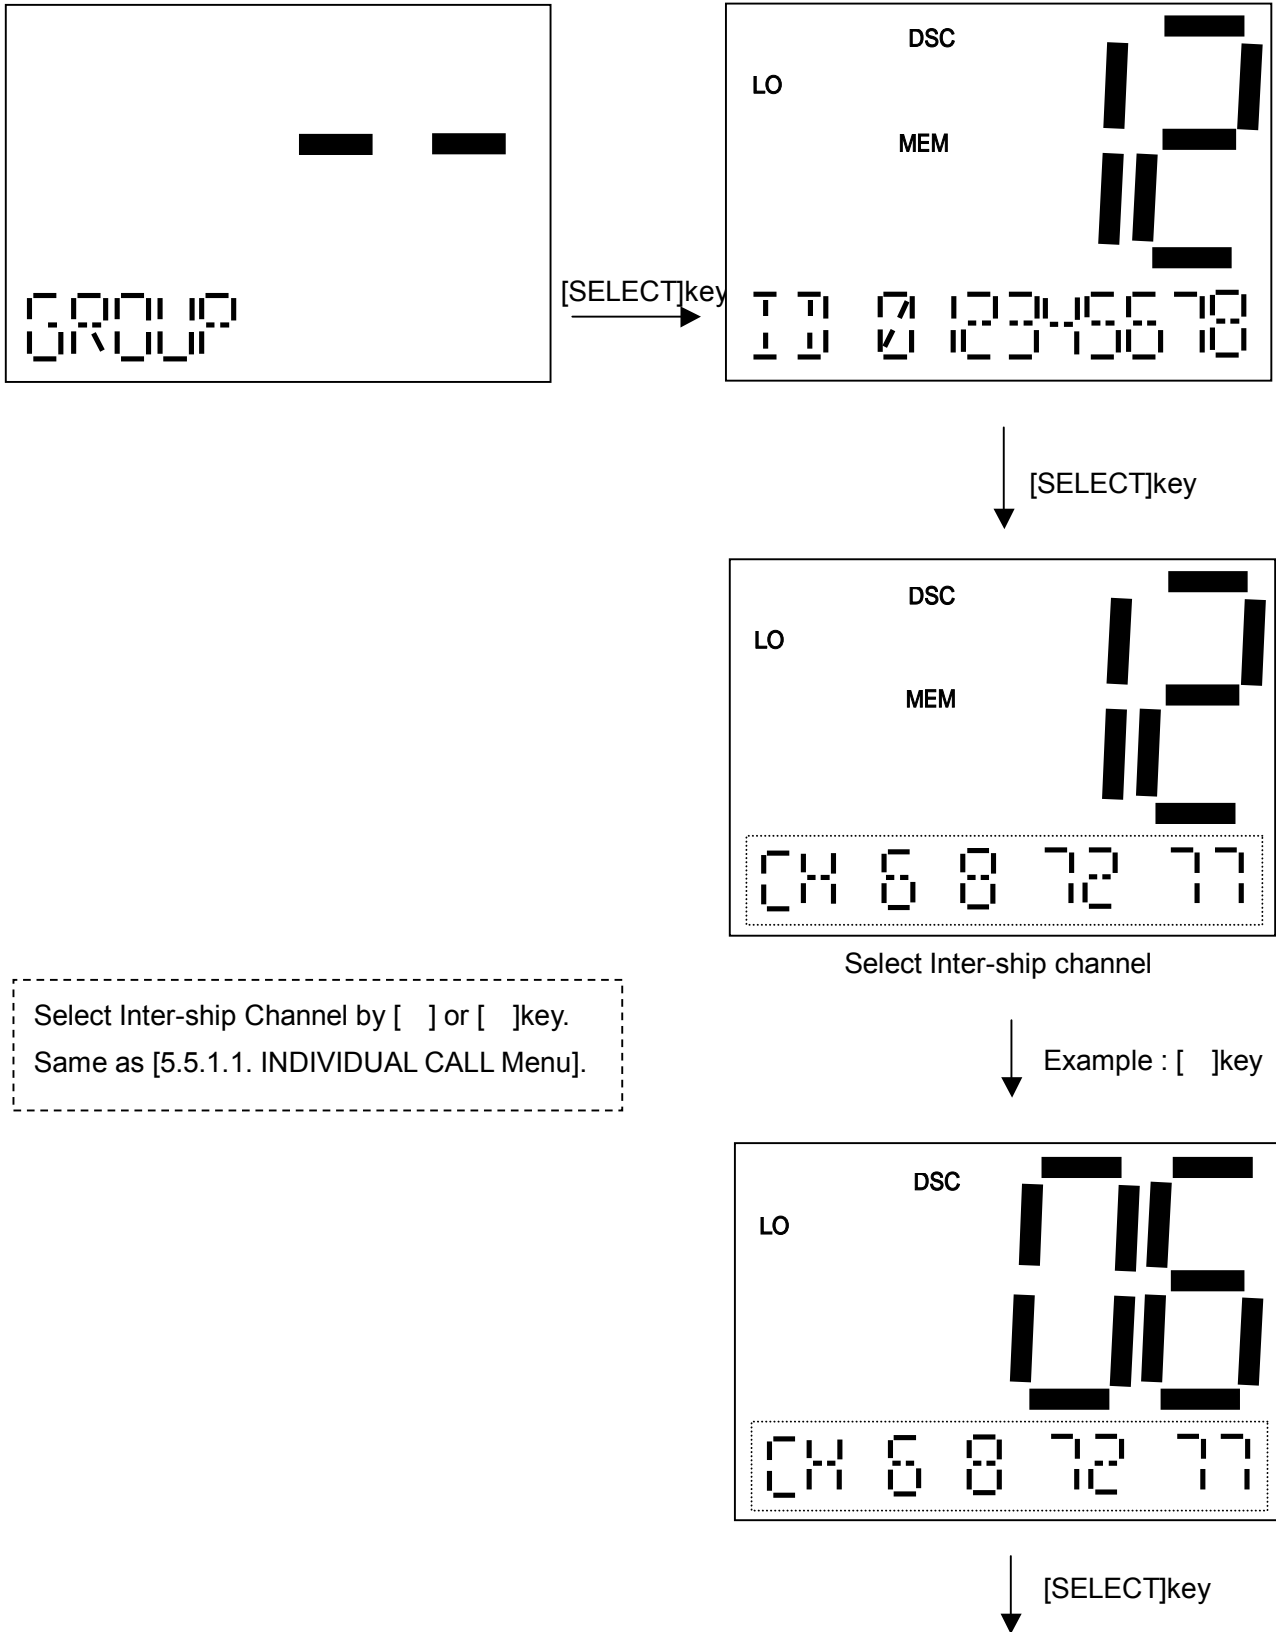 GROUP
[SELECT]key
DSC
LO
12
MEM
ID 0 12345678
[SELECT]key
DSC
LO
12
MEM
CH 6 8 72 77
Select Inter-ship channel
Select Inter-ship Channel by [   ] or [   ]key.
Same as [5.5.1.1. INDIVIDUAL CALL Menu].
Example : [   ]key
DSC
LO
06
CH 6 8 72 77
[SELECT]key